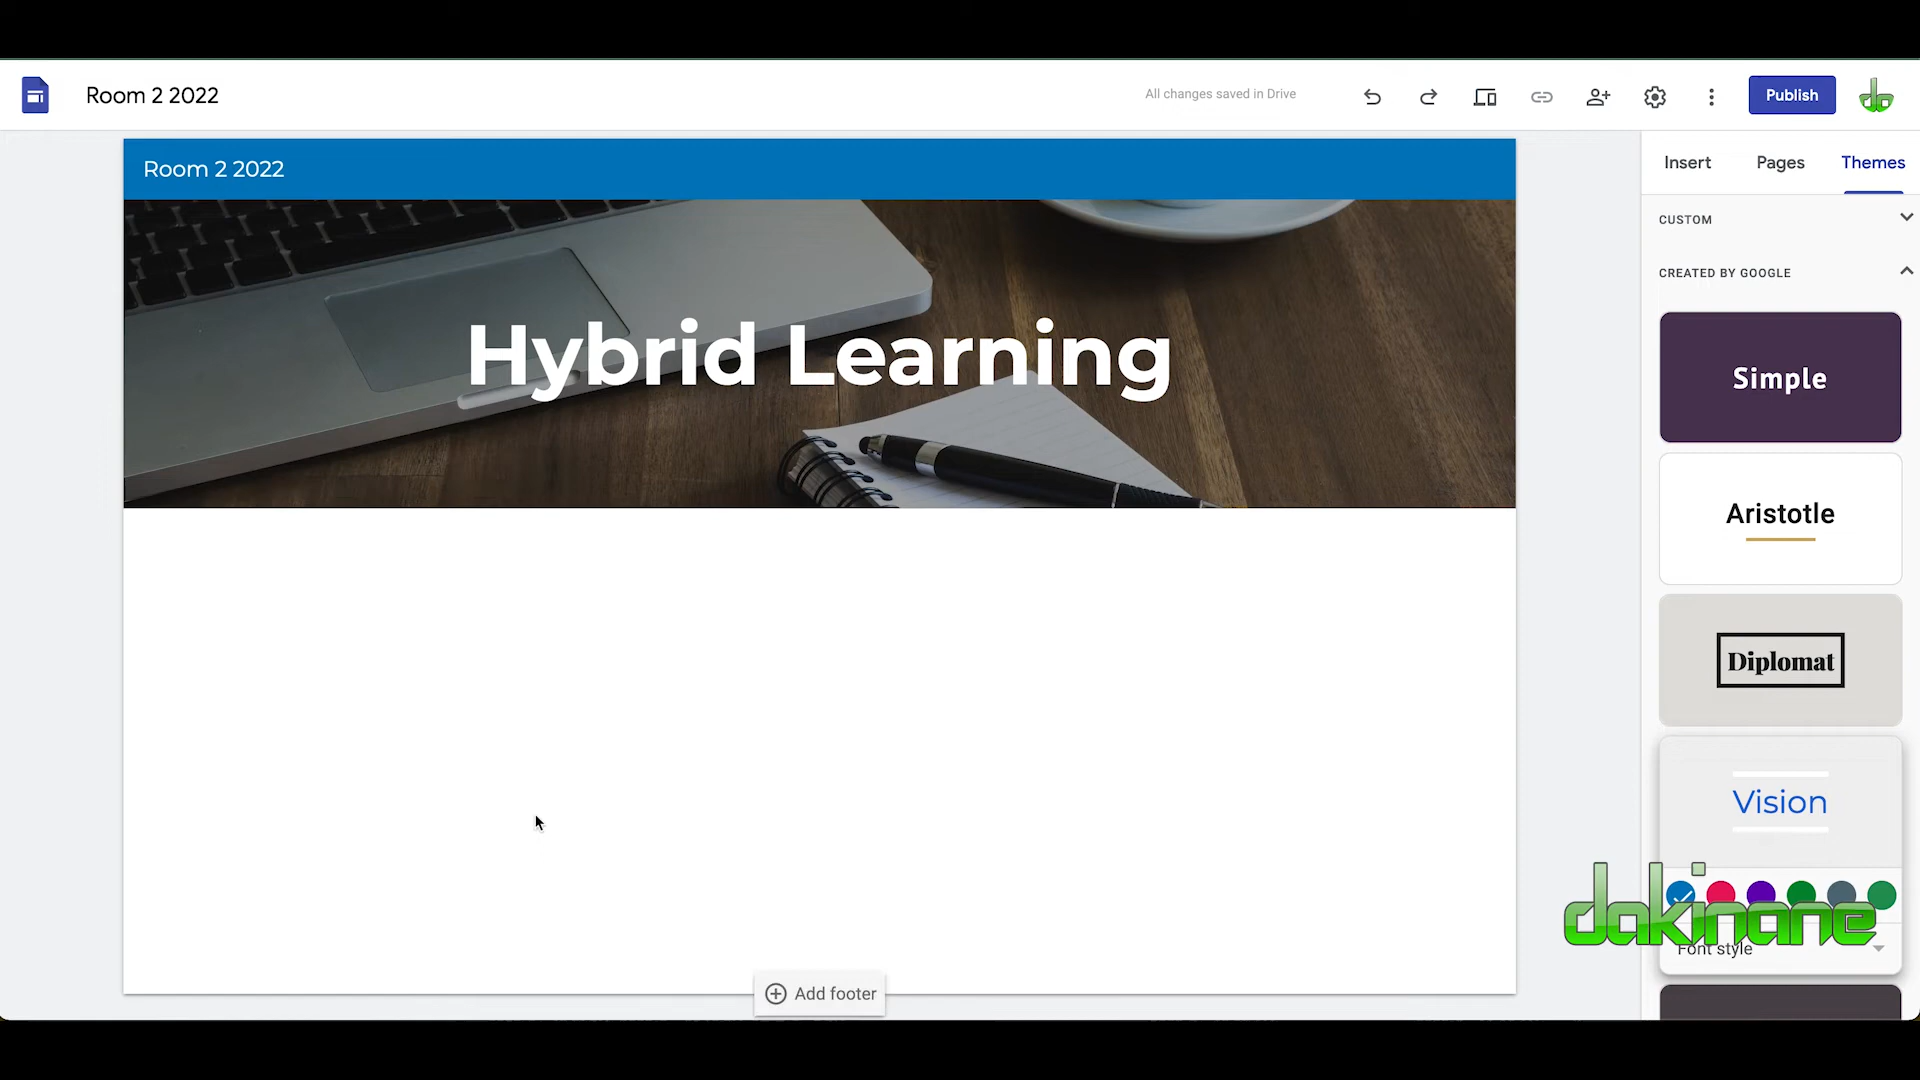 Room 2 2022
All changes saved in Drive
Publish
Room 2 2022
Insert
Pages
Themes
CUSTOM
CREATED BY GOOGLE
Hybrid Learning
Simple
Aristotle
Diplomat
Vision
dakinane
Font style
Add footer